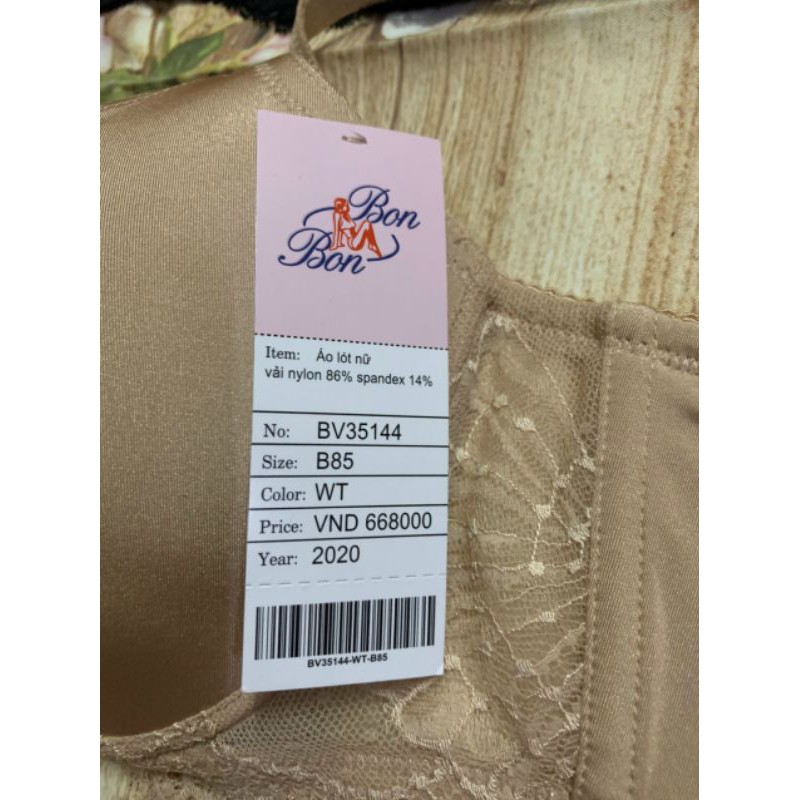 Bon
Bon
Item: Áo lót nữ
vải nylon 86% spandex 14%
No: BV35144
Size: B85
Color: WT
Price: VND 668000
Year: 2020
BV35144-WT-B85